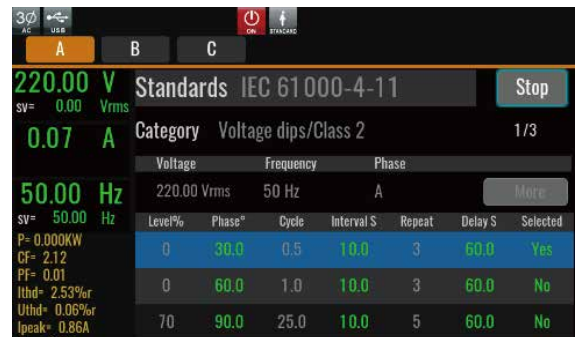 3Ø
AC
USB
ON
STANDARD
A
B
C
220.00 V
sv= 0.00 Vrms
0.07 A
50.00 Hz
sv= 50.00 Hz
P= 0.000KW
CF= 2.12
PF= 0.01
Ithd= 2.53%r
Uthd= 0.06%r
Ipeak= 0.86A
Standards IEC 61000-4-11 Stop
Category Voltage dips/Class 2 1/3
Voltage Frequency Phase
220.00 Vrms 50 Hz A More
Level% Phase° Cycle Interval S Repeat Delay S Selected
0 30.0 0.5 10.0 3 60.0 Yes
0 60.0 1.0 10.0 3 60.0 No
70 90.0 25.0 10.0 5 60.0 No